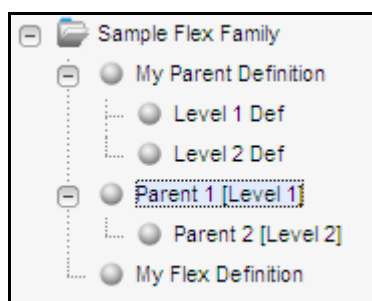 Sample Flex Family
My Parent Definition
Level 1 Def
Level 2 Def
Parent 1 [Level 1]
Parent 2 [Level 2]
My Flex Definition